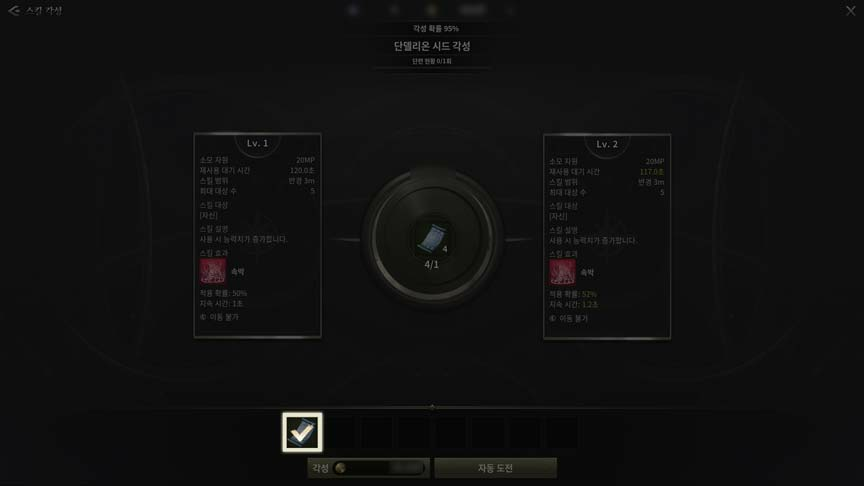 스킬 각성
각성 확률 95%
단델리온 시드 각성
단련 현황 0/1회
Lv. 1
소모 자원 20MP
재사용 대기 시간 120.0초
스킬 범위 반경 3m
최대 대상 수 5
스킬 대상
[자신]
스킬 설명
사용 시 능력치가 증가합니다.
스킬 효과
속박
적용 확률: 50%
지속 시간: 1초
이동 불가
4
4/1
Lv. 2
소모 자원 20MP
재사용 대기 시간 117.0초
스킬 범위 반경 3m
최대 대상 수 5
스킬 대상
[자신]
스킬 설명
사용 시 능력치가 증가합니다.
스킬 효과
속박
적용 확률: 52%
지속 시간: 1.2초
이동 불가
각성
자동 도전